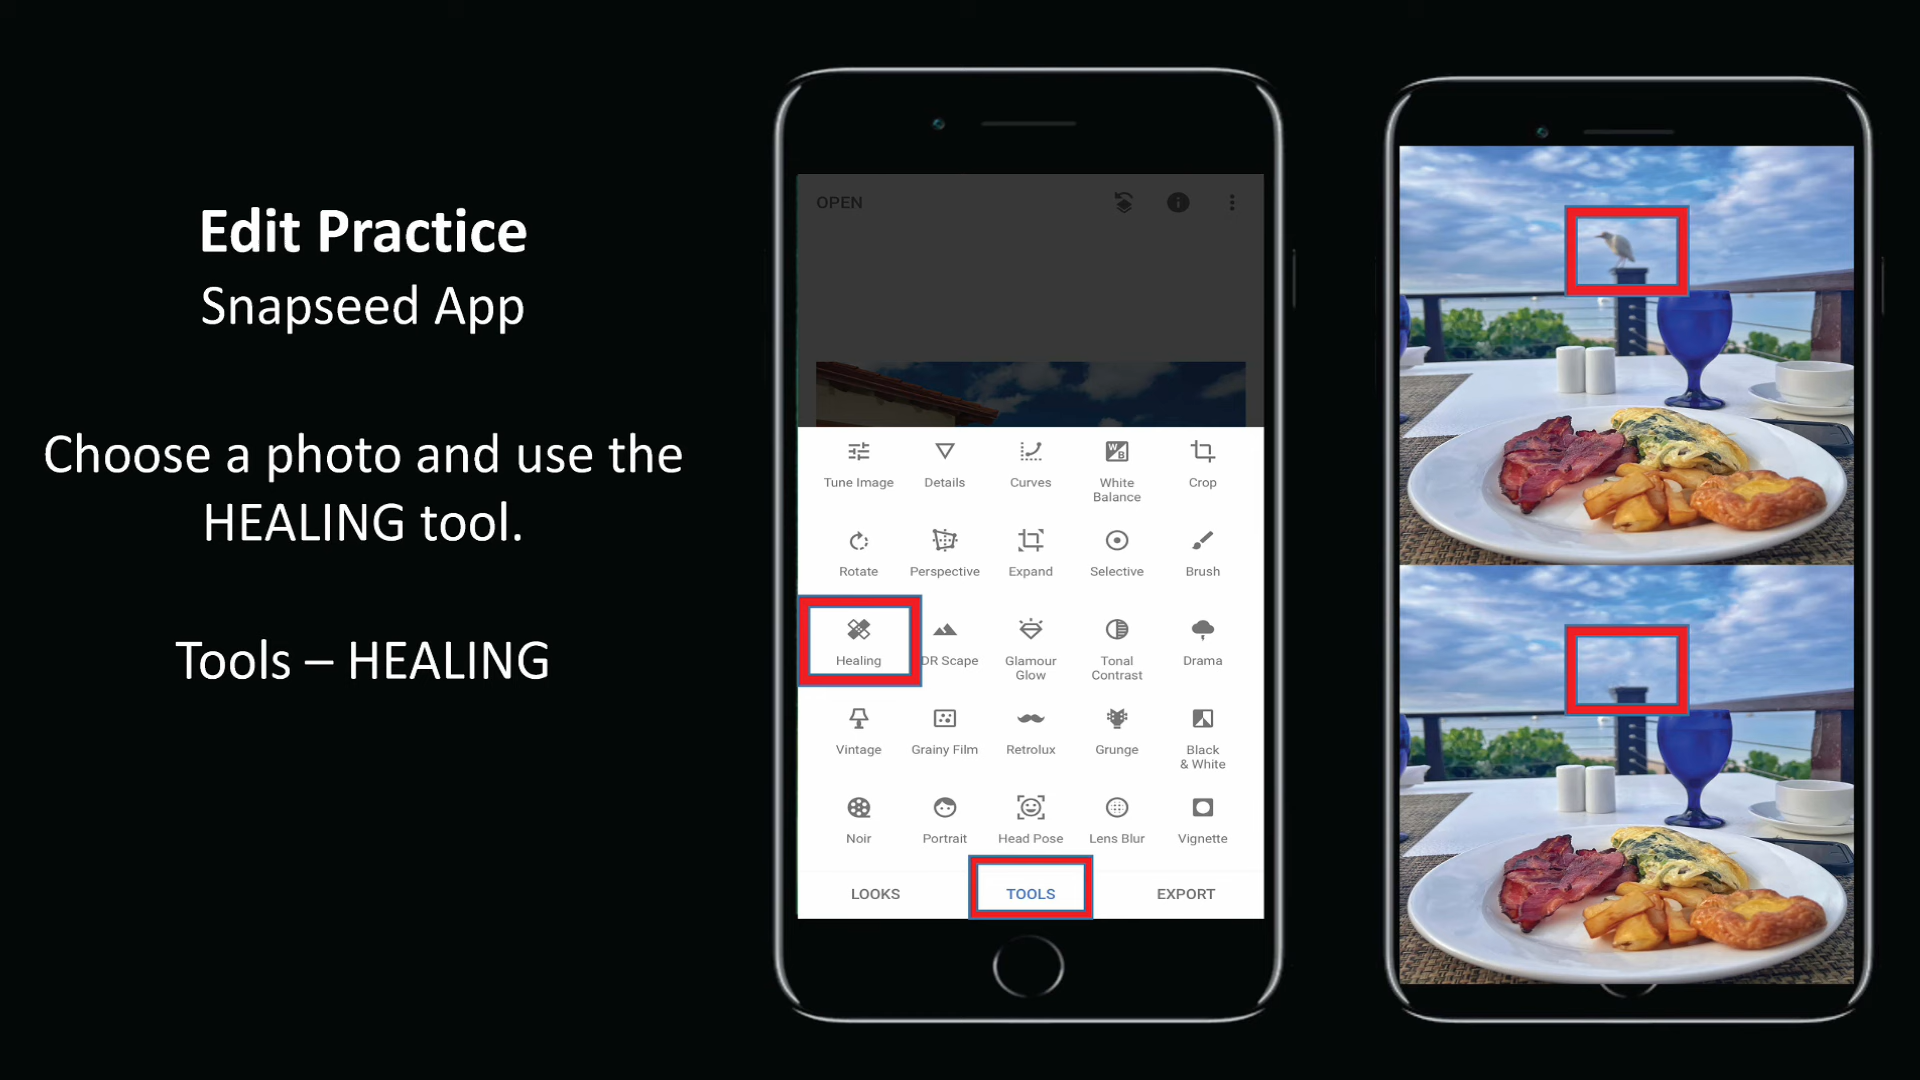 Edit Practice
Snapseed App
Choose a photo and use the
HEALING tool.
Tools – HEALING
OPEN
Tune Image
Details
Curves
White
Balance
Crop
Rotate
Perspective
Expand
Selective
Brush
Healing
DR Scape
Glamour
Glow
Tonal
Contrast
Drama
Vintage
Grainy Film
Retrolux
Grunge
Black
& White
Noir
Portrait
Head Pose
Lens Blur
Vignette
LOOKS
TOOLS
EXPORT